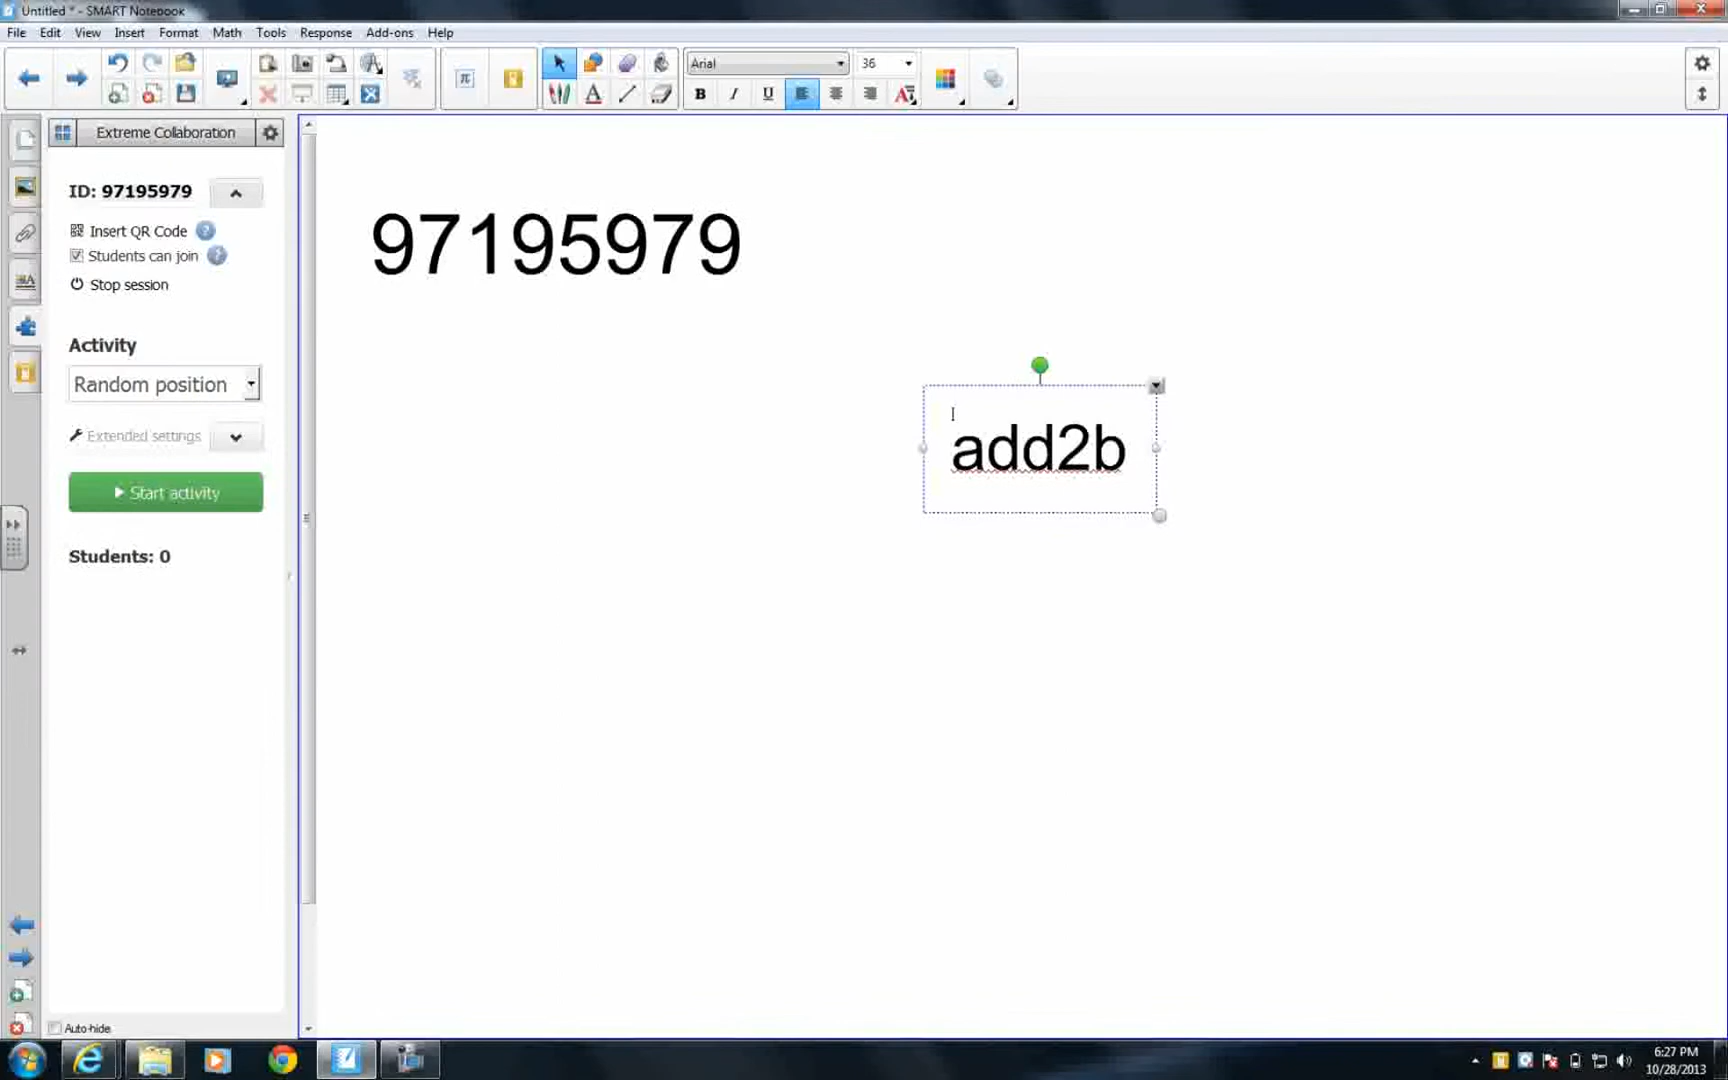 Untitled * - SMART Notebook
File Edit View Insert Format Math Tools Response Add-ons Help
Arial 36
B I U
Extreme Collaboration
ID: 97195979
Insert QR Code
Students can join
Stop session
Activity
Random position
Extended settings
Start activity
Students: 0
Auto-hide
97195979
add2b
6:27 PM
10/28/2013